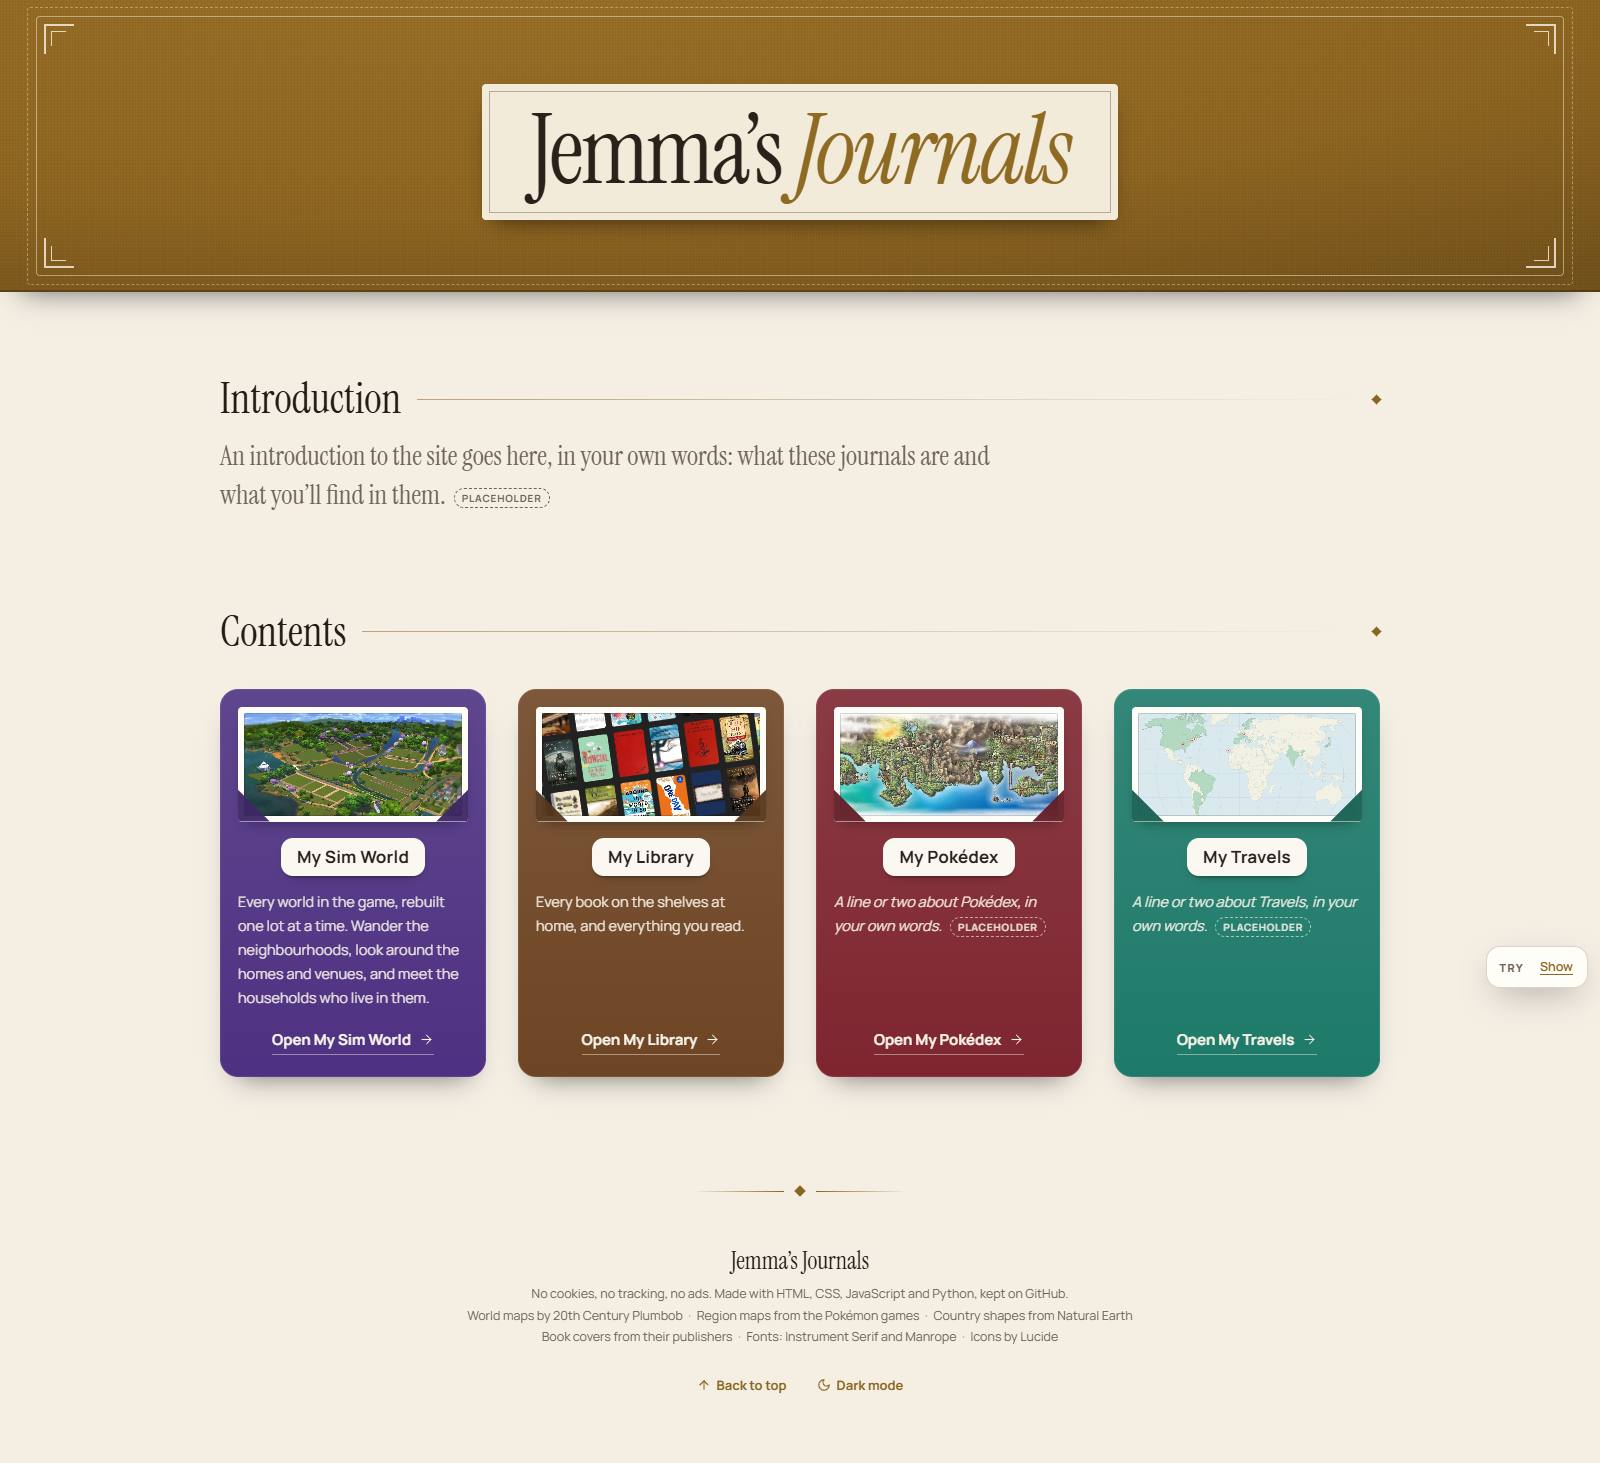 Jemma’s Journals
Introduction
An introduction to the site goes here, in your own words: what these journals are and
what you’ll find in them. PLACEHOLDER
Contents
My Sim World
Every world in the game, rebuilt
one lot at a time. Wander the
neighbourhoods, look around the
homes and venues, and meet the
households who live in them.
Open My Sim World →
My Library
Every book on the shelves at
home, and everything you read.
Open My Library →
My Pokédex
A line or two about Pokédex, in
your own words. PLACEHOLDER
Open My Pokédex →
My Travels
A line or two about Travels, in your
own words. PLACEHOLDER
Open My Travels →
TRY Show
Jemma’s Journals
No cookies, no tracking, no ads. Made with HTML, CSS, JavaScript and Python, kept on GitHub.
World maps by 20th Century Plumbob · Region maps from the Pokémon games · Country shapes from Natural Earth
Book covers from their publishers · Fonts: Instrument Serif and Manrope · Icons by Lucide
↑ Back to top Dark mode